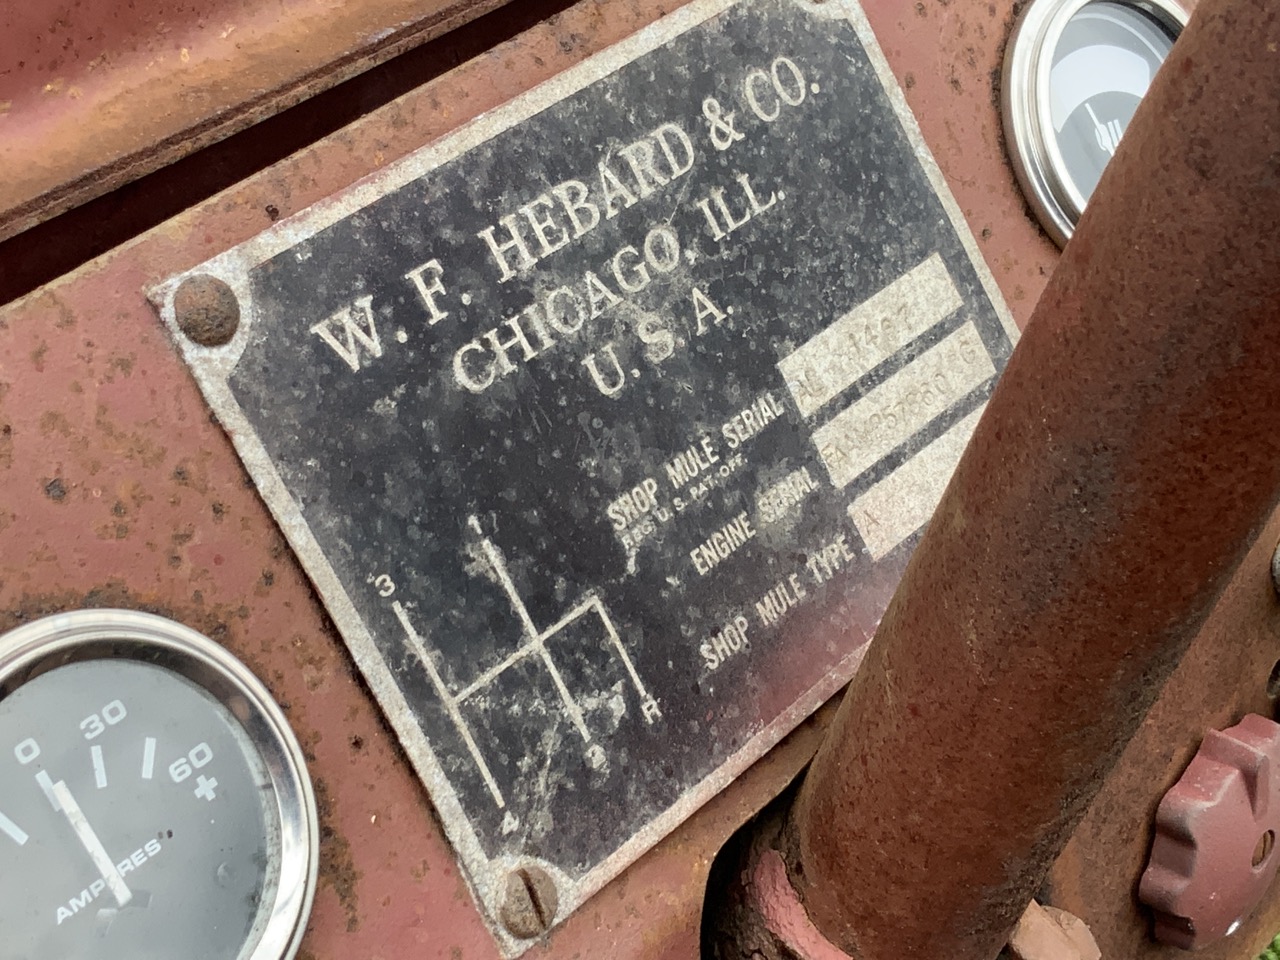 W. F. HEBARD & CO.
CHICAGO, ILL.
U. S. A.
SHOP MULE SERIAL
REG U.S. PAT. OFF
ENGINE SERIAL
SHOP MULE TYPE A
3
1
4
2
R
0
30
60
+
AMPERES